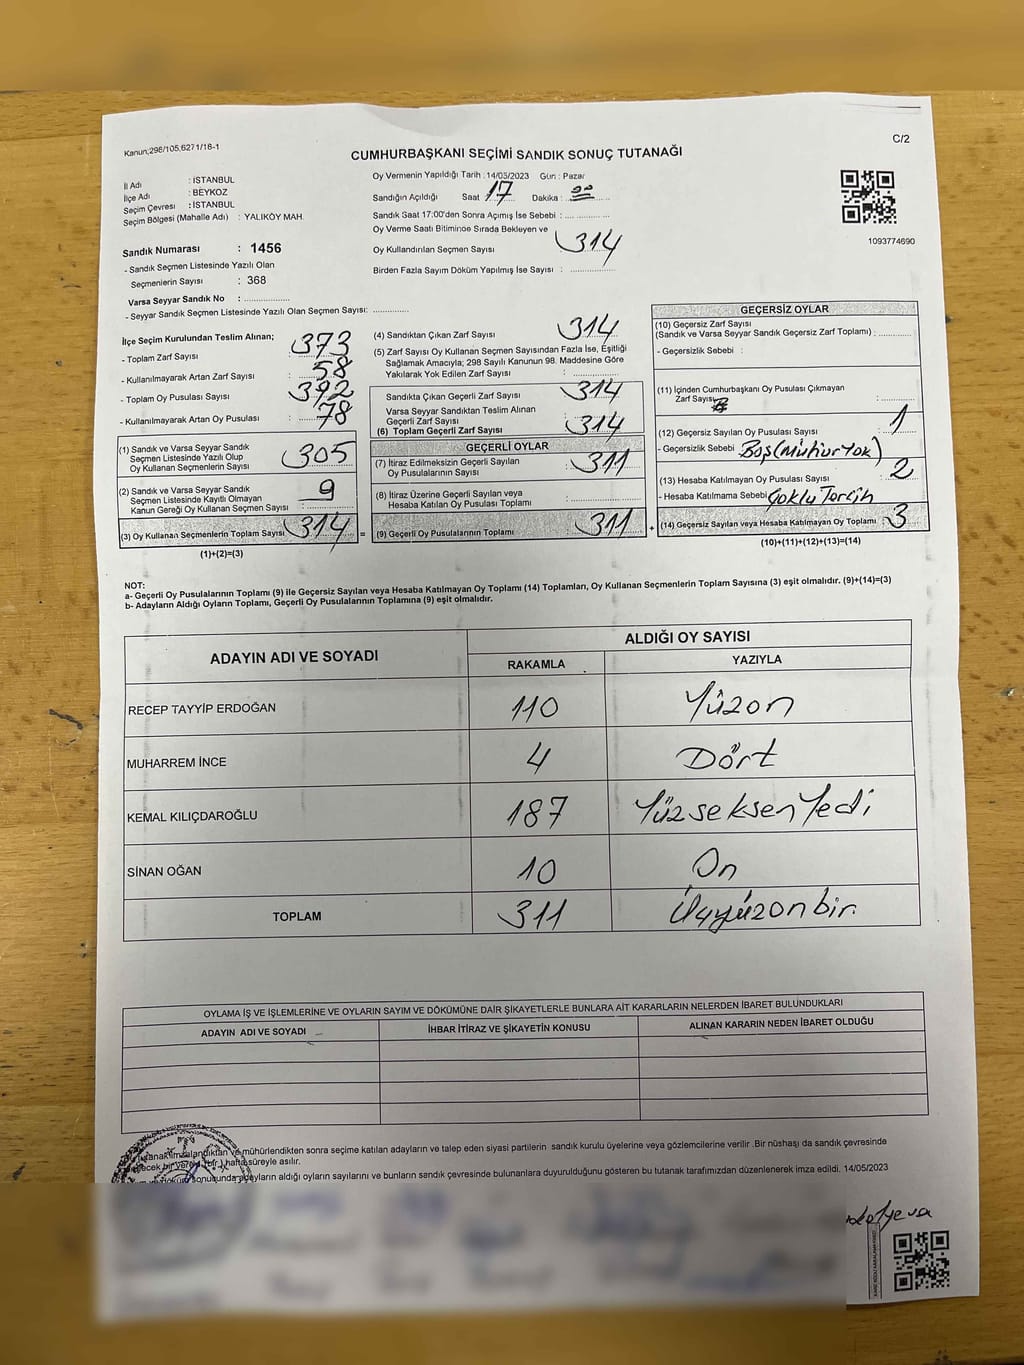 Kanun:298/105,6271/18-1
C/2
CUMHURBAŞKANI SEÇİMİ SANDIK SONUÇ TUTANAĞI
İl Adı : İSTANBUL
İlçe Adı : BEYKOZ
Seçim Çevresi : İSTANBUL
Seçim Bölgesi (Mahalle Adı) : YALIKÖY MAH.
Sandık Numarası : 1456
- Sandık Seçmen Listesinde Yazılı Olan
Seçmenlerin Sayısı : 368
Varsa Seyyar Sandık No : ..................
- Seyyar Sandık Seçmen Listesinde Yazılı Olan Seçmen Sayısı: ..............
Oy Vermenin Yapıldığı Tarih : 14/05/2023 Gün : Pazar
Sandığın Açıldığı Saat 17 Dakika : 00
Sandık Saat 17:00'den Sonra Açımış İse Sebebi : ..................
Oy Verme Saati Bitiminde Sırada Bekleyen ve
Oy Kullandırılan Seçmen Sayısı 314
Birden Fazla Sayım Döküm Yapılmış İse Sayısı : ..................
1093774690
İlçe Seçim Kurulundan Teslim Alınan;
- Toplam Zarf Sayısı : 373
- Kullanılmayarak Artan Zarf Sayısı : 58
- Toplam Oy Pusulası Sayısı : 392
- Kullanılmayarak Artan Oy Pusulası : 78
(1) Sandık ve Varsa Seyyar Sandık
Seçmen Listesinde Yazılı Olup
Oy Kullanan Seçmenlerin Sayısı : 305
(2) Sandık ve Varsa Seyyar Sandık
Seçmen Listesinde Kayıtlı Olmayan
Kanun Gereği Oy Kullanan Seçmen Sayısı : 9
(3) Oy Kullanan Seçmenlerin Toplam Sayısı : 314 =
(1)+(2)=(3)
(4) Sandıktan Çıkan Zarf Sayısı : 314
(5) Zarf Sayısı Oy Kullanan Seçmen Sayısından Fazla İse, Eşitliği
Sağlamak Amacıyla; 298 Sayılı Kanunun 98. Maddesine Göre
Yakılarak Yok Edilen Zarf Sayısı : ..............
Sandıkta Çıkan Geçerli Zarf Sayısı : 314
Varsa Seyyar Sandıktan Teslim Alınan
Geçerli Zarf Sayısı
(6) Toplam Geçerli Zarf Sayısı : 314
GEÇERLİ OYLAR
(7) İtiraz Edilmeksizin Geçerli Sayılan
Oy Pusulalarının Sayısı : 311
(8) İtiraz Üzerine Geçerli Sayılan veya
Hesaba Katılan Oy Pusulası Toplamı : ..................
(9) Geçerli Oy Pusulalarının Toplamı : 311 +
GEÇERSİZ OYLAR
(10) Geçersiz Zarf Sayısı
(Sandık ve Varsa Seyyar Sandık Geçersiz Zarf Toplamı) : ..........
- Geçersizlik Sebebi :
(11) İçinden Cumhurbaşkanı Oy Pusulası Çıkmayan
Zarf Sayısı : ..........
(12) Geçersiz Sayılan Oy Pusulası Sayısı : 1
- Geçersizlik Sebebi : Boş (Mühür Yok)
(13) Hesaba Katılmayan Oy Pusulası Sayısı : 2
- Hesaba Katılmama Sebebi : Çoklu Tercih
(14) Geçersiz Sayılan veya Hesaba Katılmayan Oy Toplamı : 3
(10)+(11)+(12)+(13)=(14)
NOT:
a- Geçerli Oy Pusulalarının Toplamı (9) ile Geçersiz Sayılan veya Hesaba Katılmayan Oy Toplamı (14) Toplamları, Oy Kullanan Seçmenlerin Toplam Sayısına (3) eşit olmalıdır. (9)+(14)=(3)
b- Adayların Aldığı Oyların Toplamı, Geçerli Oy Pusulalarının Toplamına (9) eşit olmalıdır.
ADAYIN ADI VE SOYADI ALDIĞI OY SAYISI
RAKAMLA YAZIYLA
RECEP TAYYİP ERDOĞAN 110 Yüzon
MUHARREM İNCE 4 Dört
KEMAL KILIÇDAROĞLU 187 Yüzseksen Yedi
SİNAN OĞAN 10 On
TOPLAM 311 Üçyüzonbir
OYLAMA İŞ VE İŞLEMLERİNE VE OYLARIN SAYIM VE DÖKÜMÜNE DAİR ŞİKAYETLERLE BUNLARA AİT KARARLARIN NELERDEN İBARET BULUNDUKLARI
ADAYIN ADI VE SOYADI İHBAR İTİRAZ VE ŞİKAYETİN KONUSU ALINAN KARARIN NEDEN İBARET OLDUĞU
mühürlendikten sonra seçime katılan adayların ve talep eden siyasi partilerin sandık kurulu üyelerine veya gözlemcilerine verilir .Bir nüshası da sandık çevresinde
(bir) hafta süreyle asılır.
sonucunda adayların aldığı oyların sayılarını ve bunların sandık çevresinde bulunanlara duyurulduğunu gösteren bu tutanak tarafımızdan düzenlenerek imza edildi. 14/05/2023